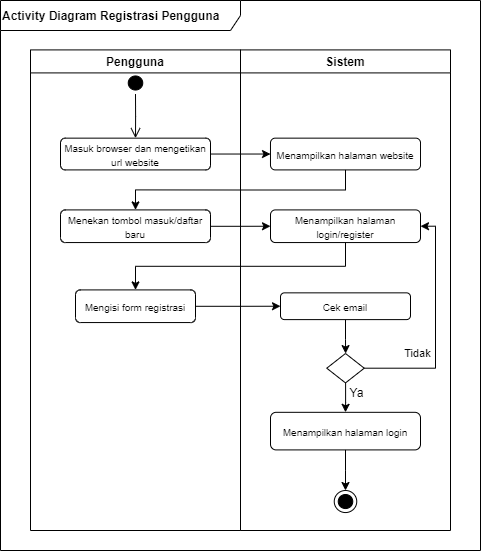 Activity Diagram Registrasi Pengguna
Pengguna
Sistem
Masuk browser dan mengetikan
url website
Menampilkan halaman website
Menekan tombol masuk/daftar
baru
Menampilkan halaman
login/register
Mengisi form registrasi
Cek email
Tidak
Ya
Menampilkan halaman login